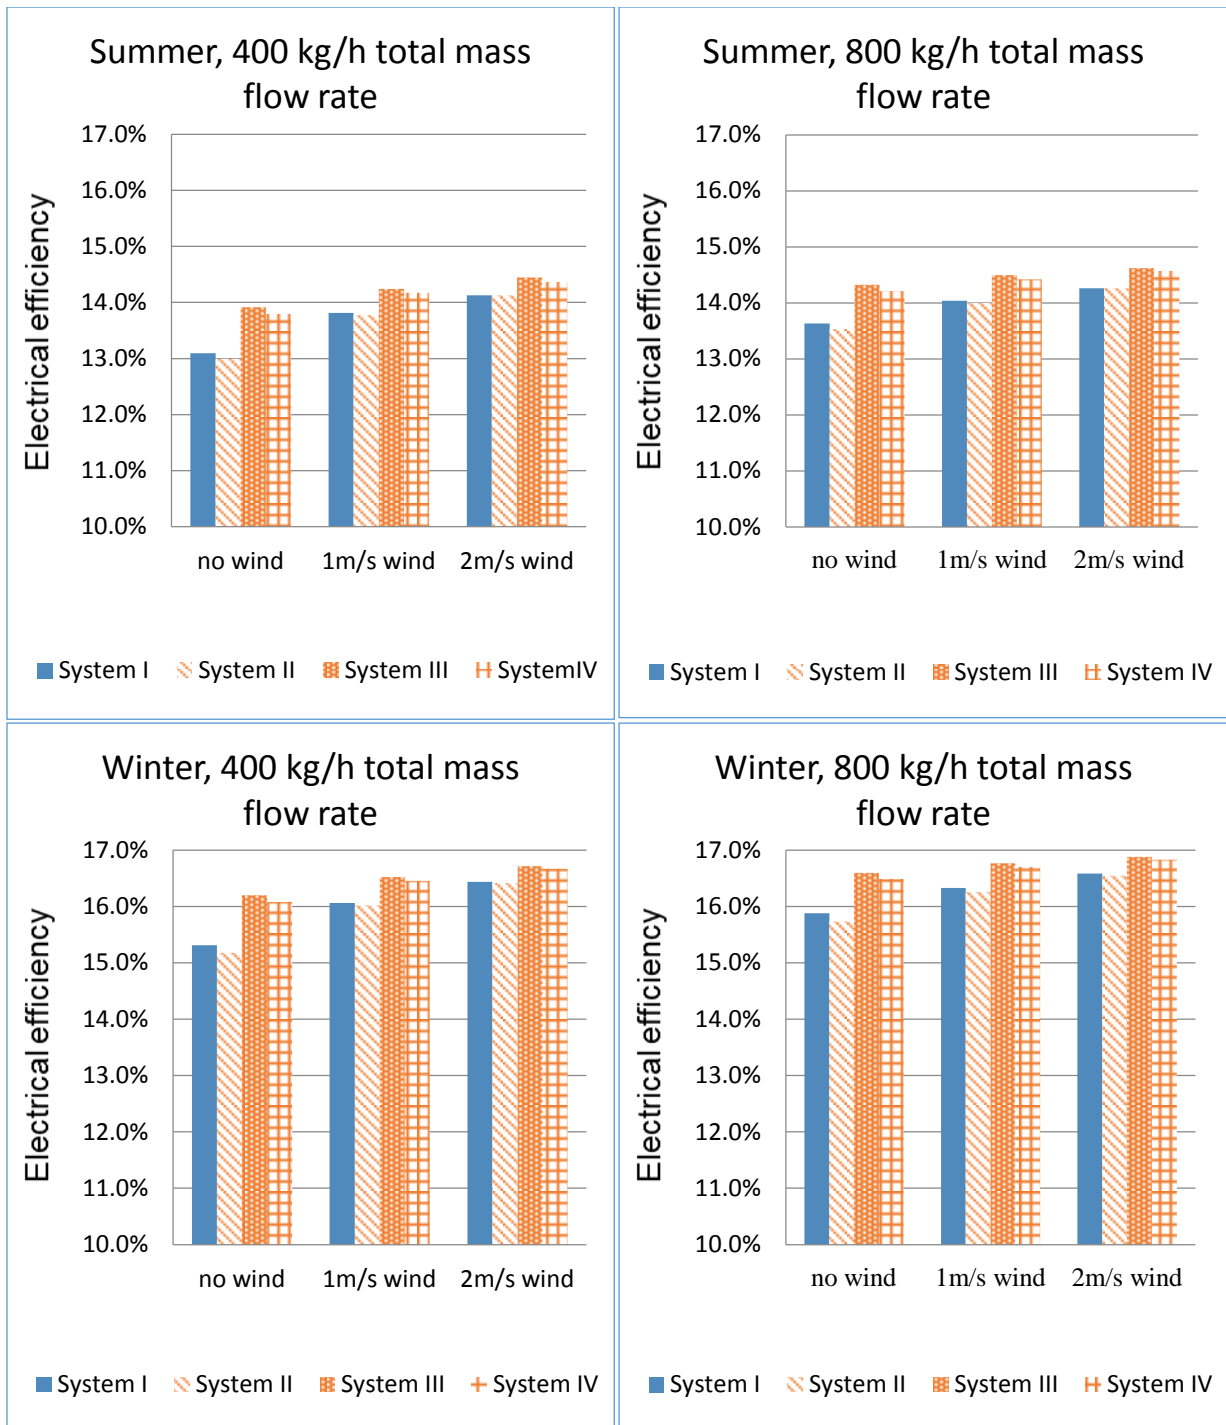 Summer, 400 kg/h total mass
flow rate
Electrical efficiency
17.0%
16.0%
15.0%
14.0%
13.0%
12.0%
11.0%
10.0%
no wind 1m/s wind 2m/s wind
System I System II System III SystemIV
Summer, 800 kg/h total mass
flow rate
Electrical efficiency
17.0%
16.0%
15.0%
14.0%
13.0%
12.0%
11.0%
10.0%
no wind 1m/s wind 2m/s wind
System I System II System III System IV
Winter, 400 kg/h total mass
flow rate
Electrical efficiency
17.0%
16.0%
15.0%
14.0%
13.0%
12.0%
11.0%
10.0%
no wind 1m/s wind 2m/s wind
System I System II System III System IV
Winter, 800 kg/h total mass
flow rate
Electrical efficiency
17.0%
16.0%
15.0%
14.0%
13.0%
12.0%
11.0%
10.0%
no wind 1m/s wind 2m/s wind
System I System II System III System IV